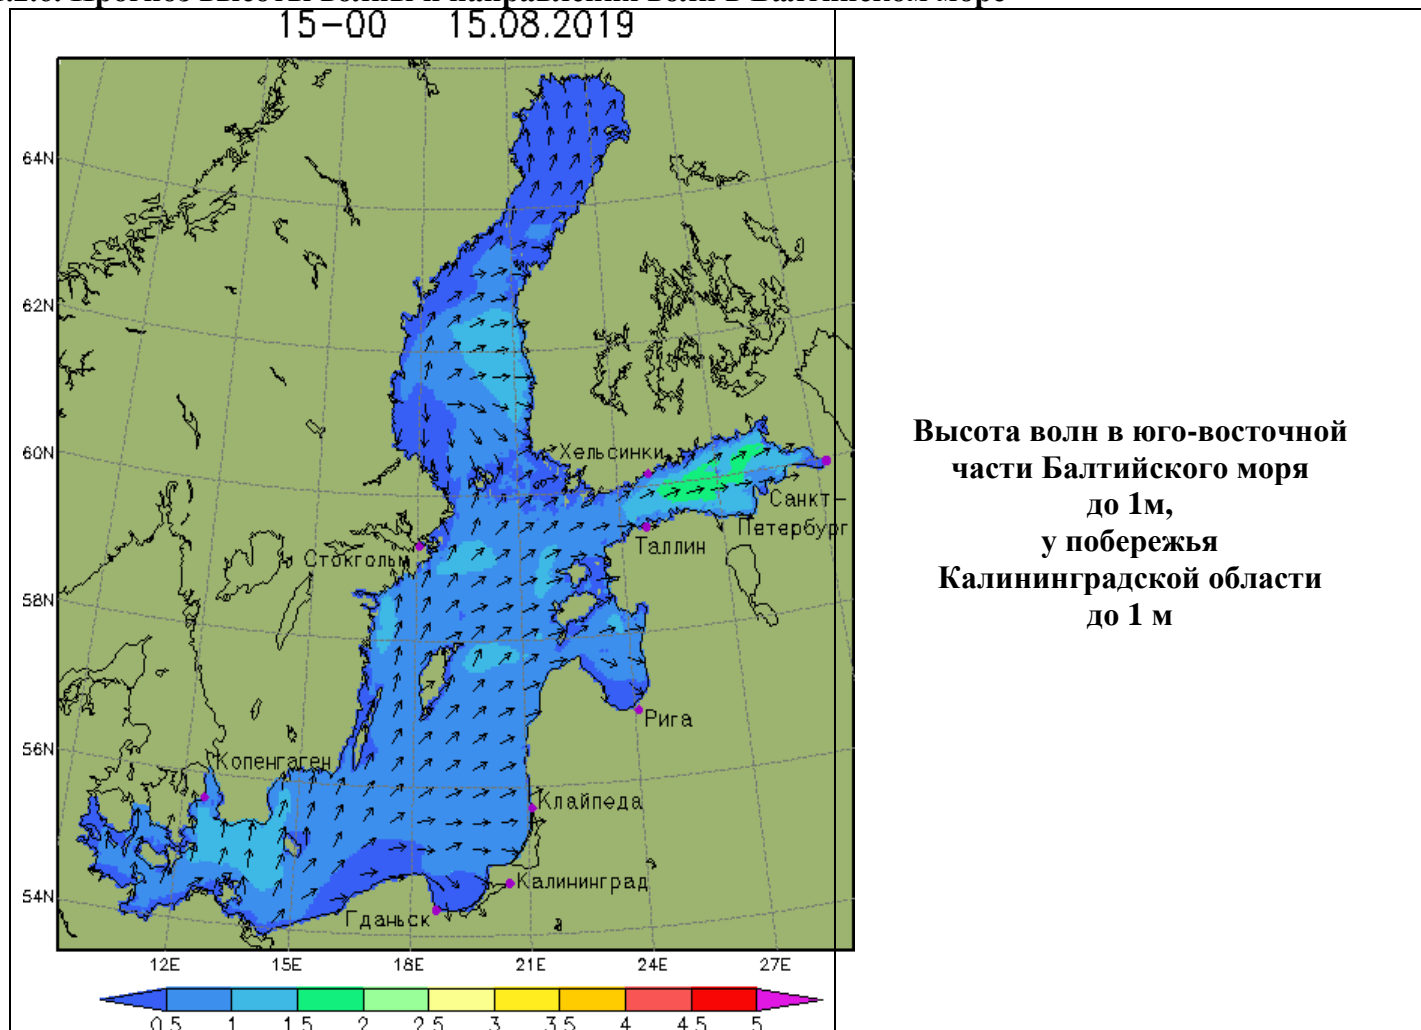 15-00 15.08.2019
64N
62N
60N
58N
56N
54N
Хельсинки
Санкт-
Петербург
Таллин
Стокгольм
Рига
Копенгаген
Клайпеда
Калининград
Гданьск
12E 15E 18E 21E 24E 27E
0.5 1 1.5 2 2.5 3 3.5 4 4.5 5
Высота волн в юго-восточной
части Балтийского моря
до 1м,
у побережья
Калининградской области
до 1 м